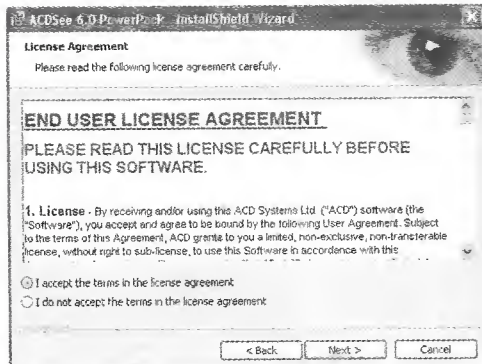 ACDSee 6.0 PowerPack - InstallShield Wizard
License Agreement
Please read the following license agreement carefully.
END USER LICENSE AGREEMENT
PLEASE READ THIS LICENSE CAREFULLY BEFORE
USING THIS SOFTWARE.
1. License - By receiving and/or using this ACD Systems Ltd ("ACD") software (the
"Software"), you accept and agree to be bound by the following User Agreement. Subject
to the terms of this Agreement, ACD grants to you a limited, non-exclusive, non-transferable
license, without right to sub-license, to use this Software in accordance with this
I accept the terms in the license agreement
I do not accept the terms in the license agreement
< Back
Next >
Cancel